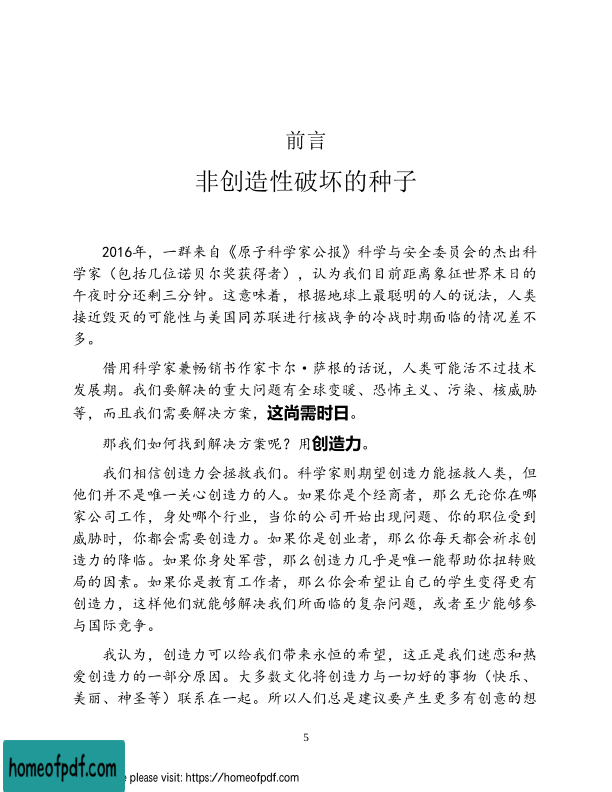 前言
非创造性破坏的种子
2016年，一群来自《原子科学家公报》科学与安全委员会的杰出科
学家（包括几位诺贝尔奖获得者），认为我们目前距离象征世界末日的
午夜时分还剩三分钟。这意味着，根据地球上最聪明的人的说法，人类
接近毁灭的可能性与美国同苏联进行核战争的冷战时期面临的情况差不
多。
借用科学家兼畅销书作家卡尔·萨根的话说，人类可能活不过技术
发展期。我们要解决的重大问题有全球变暖、恐怖主义、污染、核威胁
等，而且我们需要解决方案，这尚需时日。
那我们如何找到解决方案呢？用创造力。
我们相信创造力会拯救我们。科学家则期望创造力能拯救人类，但
他们并不是唯一关心创造力的人。如果你是个经商者，那么无论你在哪
家公司工作，身处哪个行业，当你的公司开始出现问题、你的职位受到
威胁时，你都会需要创造力。如果你是创业者，那么你每天都会祈求创
造力的降临。如果你身处军营，那么创造力几乎是唯一能帮助你扭转败
局的因素。如果你是教育工作者，那么你会希望让自己的学生变得更有
创造力，这样他们就能够解决我们所面临的复杂问题，或者至少能够参
与国际竞争。
我认为，创造力可以给我们带来永恒的希望，这正是我们迷恋和热
爱创造力的一部分原因。大多数文化将创造力与一切好的事物（快乐、
美丽、神圣等）联系在一起。所以人们总是建议要产生更多有创意的想
5
homeofpdf.com
e please visit: https://homeofpdf.com